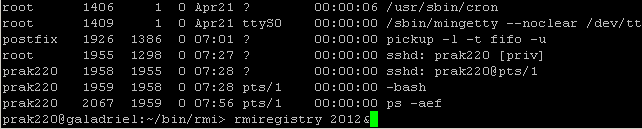 root 1406 1 0 Apr21 ? 00:00:06 /usr/sbin/cron
root 1409 1 0 Apr21 ttyS0 00:00:00 /sbin/mingetty --noclear /dev/tt
postfix 1926 1386 0 07:01 ? 00:00:00 pickup -l -t fifo -u
root 1955 1298 0 07:27 ? 00:00:00 sshd: prak220 [priv]
prak220 1958 1955 0 07:28 ? 00:00:00 sshd: prak220@pts/1
prak220 1959 1958 0 07:28 pts/1 00:00:00 -bash
prak220 2067 1959 0 07:56 pts/1 00:00:00 ps -aef
prak220@galadriel:~/bin/rmi> rmiregistry 2012&